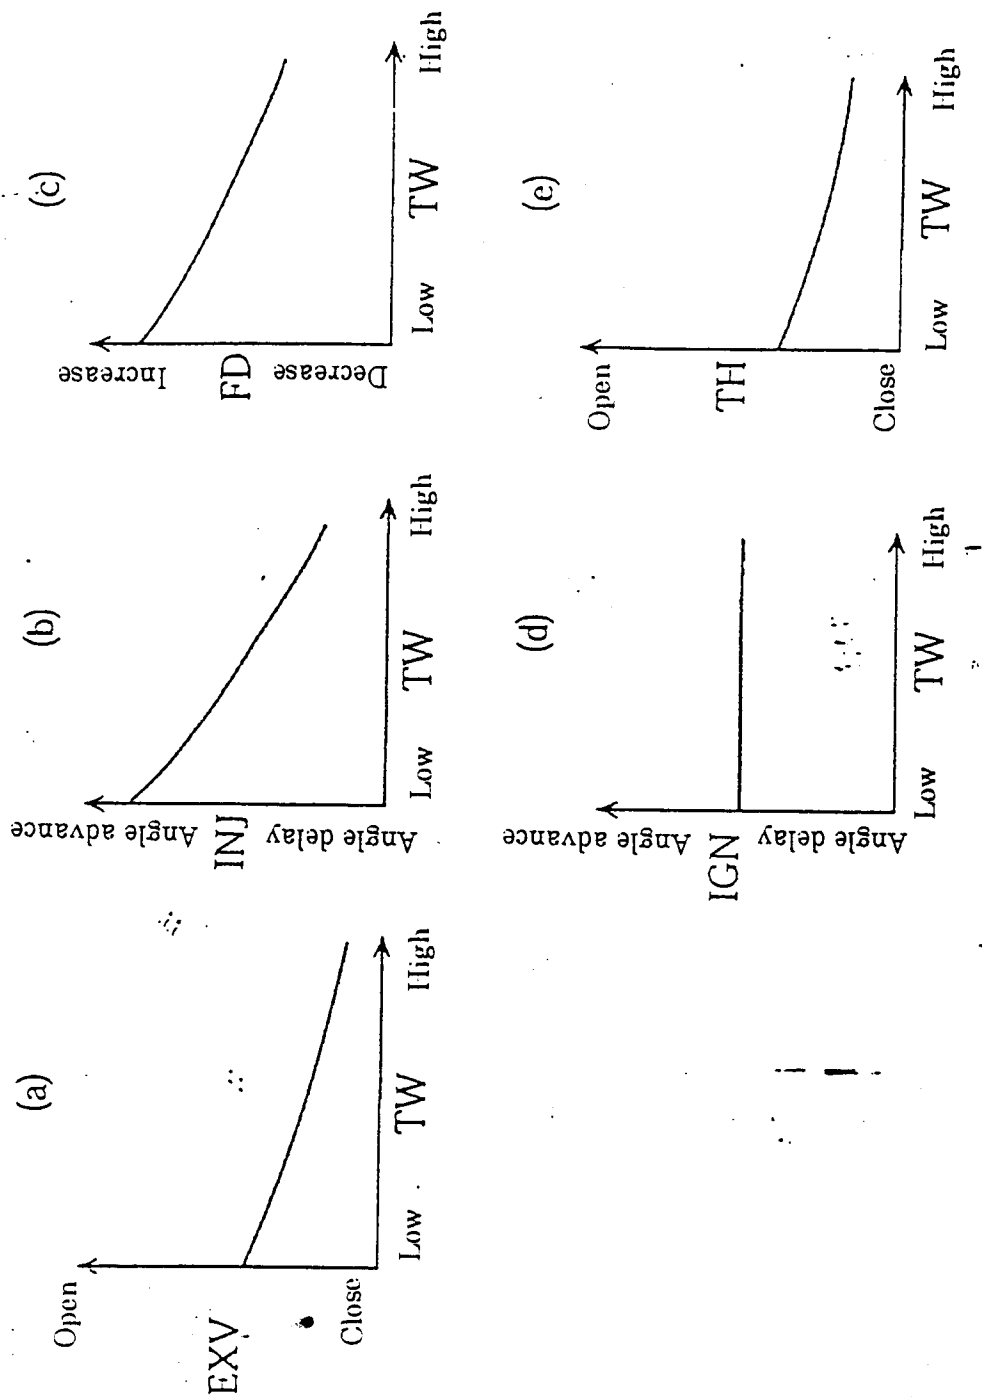 (a)
Open
EXV
Close
Low
TW
High
(b)
Angle advance
INJ
Angle delay
Low
TW
High
(c)
Increase
FD
Decrease
Low
TW
High
(d)
Angle advance
IGN
Angle delay
Low
TW
High
(e)
Open
TH
Close
Low
TW
High